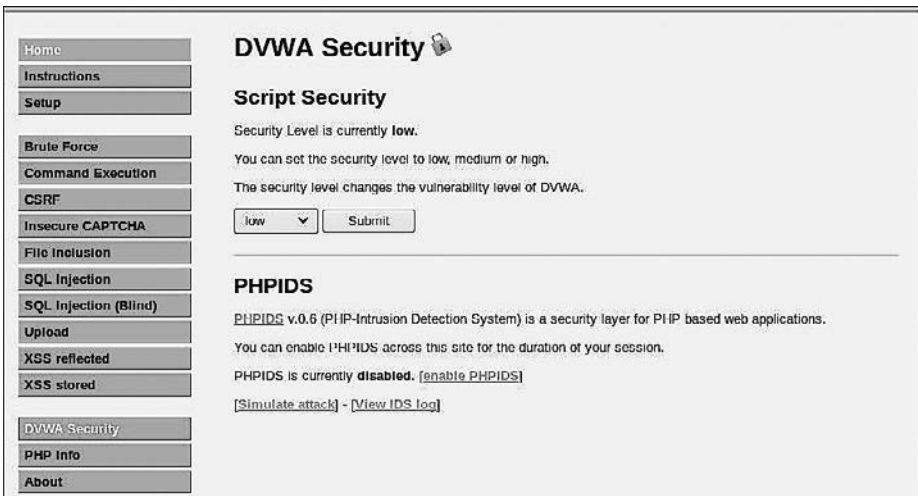 Home
Instructions
Setup
Brute Force
Command Execution
CSRF
Insecure CAPTCHA
File Inclusion
SQL Injection
SQL Injection (Blind)
Upload
XSS reflected
XSS stored
DVWA Security
PHP Info
About
DVWA Security
Script Security
Security Level is currently low.
You can set the security level to low, medium or high.
The security level changes the vulnerability level of DVWA.
low Submit
PHPIDS
PHPIDS v.0.6 (PHP-Intrusion Detection System) is a security layer for PHP based web applications.
You can enable PHPIDS across this site for the duration of your session.
PHPIDS is currently disabled. [enable PHPIDS]
[Simulate attack] - [View IDS log]